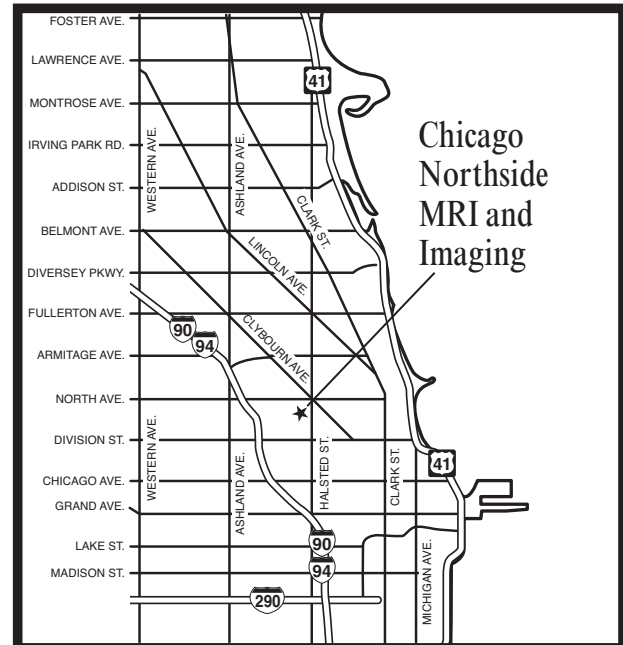 FOSTER AVE.
LAWRENCE AVE.
41
MONTROSE AVE.
IRVING PARK RD.
ADDISON ST.
WESTERN AVE.
ASHLAND AVE.
CLARK ST.
Chicago
Northside
MRI and
Imaging
BELMONT AVE.
LINCOLN AVE.
DIVERSEY PKWY.
FULLERTON AVE.
90
94
CLYBOURN AVE.
ARMITAGE AVE.
NORTH AVE.
DIVISION ST.
41
WESTERN AVE.
ASHLAND AVE.
HALSTED ST.
CLARK ST.
CHICAGO AVE.
GRAND AVE.
LAKE ST.
90
94
MICHIGAN AVE.
MADISON ST.
290